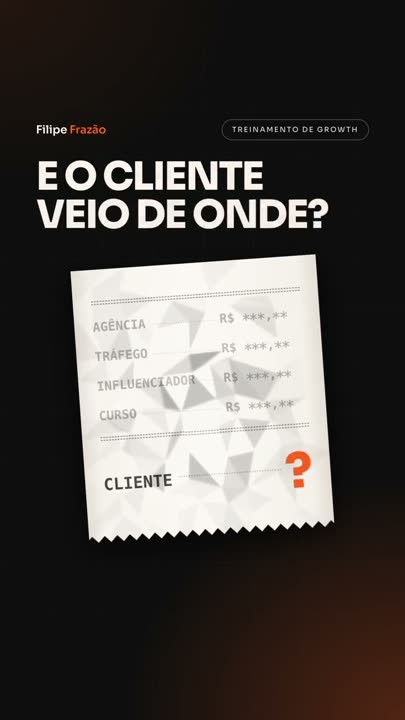 Filipe Frazão
TREINAMENTO DE GROWTH
E O CLIENTE
VEIO DE ONDE?
AGÊNCIA R$ ***,**
TRÁFEGO R$ ***,**
INFLUENCIADOR R$ ***,**
CURSO R$ ***,**
CLIENTE ?